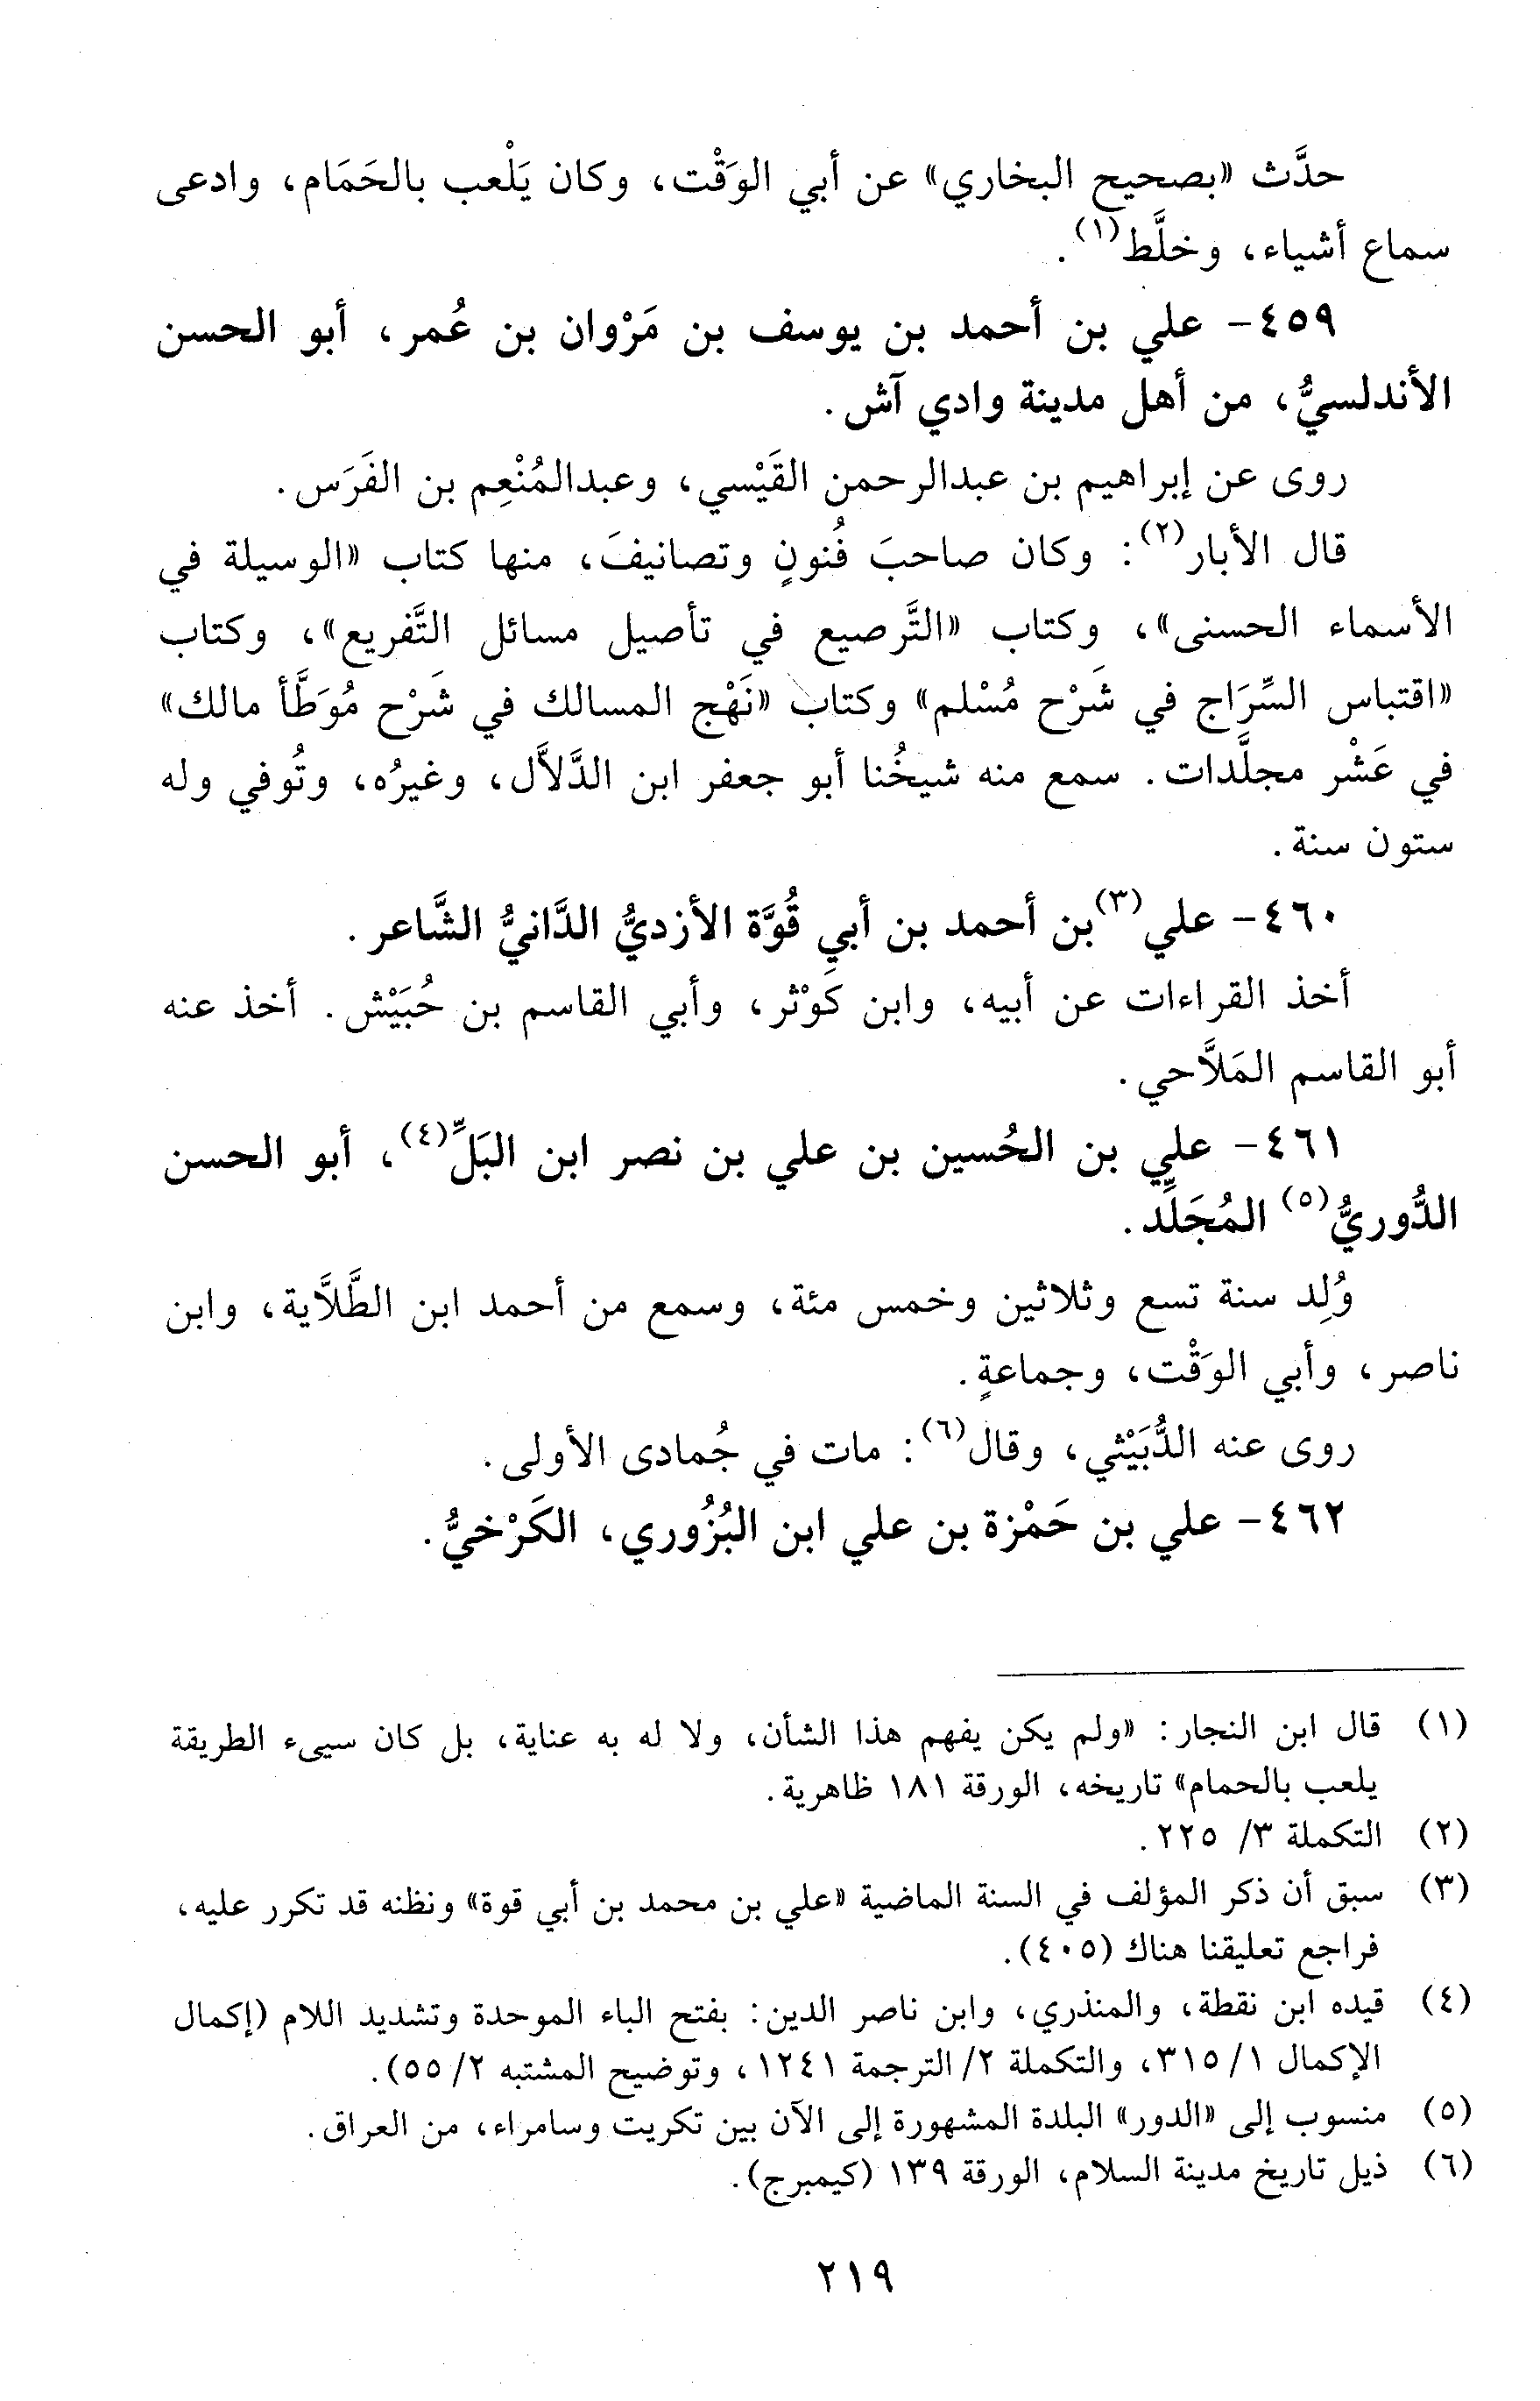 حدَّث «بصحيح البخاري» عن أبي الوَقْت، وكان يَلْعب بالحَمَام، وادعى
سماع أشياء، وخلَّط(١).
٤٥٩- علي بن أحمد بن يوسف بن مَرْوان بن عُمر، أبو الحسن
الأندلسيُّ، من أهل مدينة وادي آش.
روى عن إبراهيم بن عبدالرحمن القَيْسي، وعبدالمُنْعِم بن الفَرَس.
قال الأبار(٢): وكان صاحبَ فُنونٍ وتصانيفَ، منها كتاب «الوسيلة في
الأسماء الحسنى»، وكتاب «التَّرصيع في تأصيل مسائل التَّفريع»، وكتاب
«اقتباس السِّرَاج في شَرْح مُسْلم» وكتاب «نَهْج المسالك في شَرْح مُوَطَّأ مالك»
في عَشْر مجلَّدات. سمع منه شيخُنا أبو جعفر ابن الدَّلاَّل، وغيرُه، وتُوفي وله
ستون سنة.
٤٦٠- علي(٣) بن أحمد بن أبي قُوَّة الأزديُّ الدَّانيُّ الشَّاعر.
أخذ القراءات عن أبيه، وابن كَوْثر، وأبي القاسم بن حُبَيْش. أخذ عنه
أبو القاسم المَلاَّحي.
٤٦١- علي بن الحُسين بن علي بن نصر ابن البَلِّ(٤)، أبو الحسن
الدُّوريُّ(٥) المُجَلِّد.
وُلِد سنة تسع وثلاثين وخمس مئة، وسمع من أحمد ابن الطَّلاَّية، وابن
ناصر، وأبي الوَقْت، وجماعةٍ.
روى عنه الدُّبَيْثي، وقال(٦): مات في جُمادى الأولى.
٤٦٢- علي بن حَمْزة بن علي ابن البُزُوري، الكَرْخيُّ.
(١) قال ابن النجار: «ولم يكن يفهم هذا الشأن، ولا له به عناية، بل كان سيىء الطريقة
يلعب بالحمام» تاريخه، الورقة ١٨١ ظاهرية.
(٢) التكملة ٣/ ٢٢٥.
(٣) سبق أن ذكر المؤلف في السنة الماضية «علي بن محمد بن أبي قوة» ونظنه قد تكرر عليه،
فراجع تعليقنا هناك (٤٠٥).
(٤) قيده ابن نقطة، والمنذري، وابن ناصر الدين: بفتح الباء الموحدة وتشديد اللام (إكمال
الإكمال ١/ ٣١٥، والتكملة ٢/ الترجمة ١٢٤١، وتوضيح المشتبه ٢/ ٥٥).
(٥) منسوب إلى «الدور» البلدة المشهورة إلى الآن بين تكريت وسامراء، من العراق.
(٦) ذيل تاريخ مدينة السلام، الورقة ١٣٩ (كيمبرج).
٢١٩